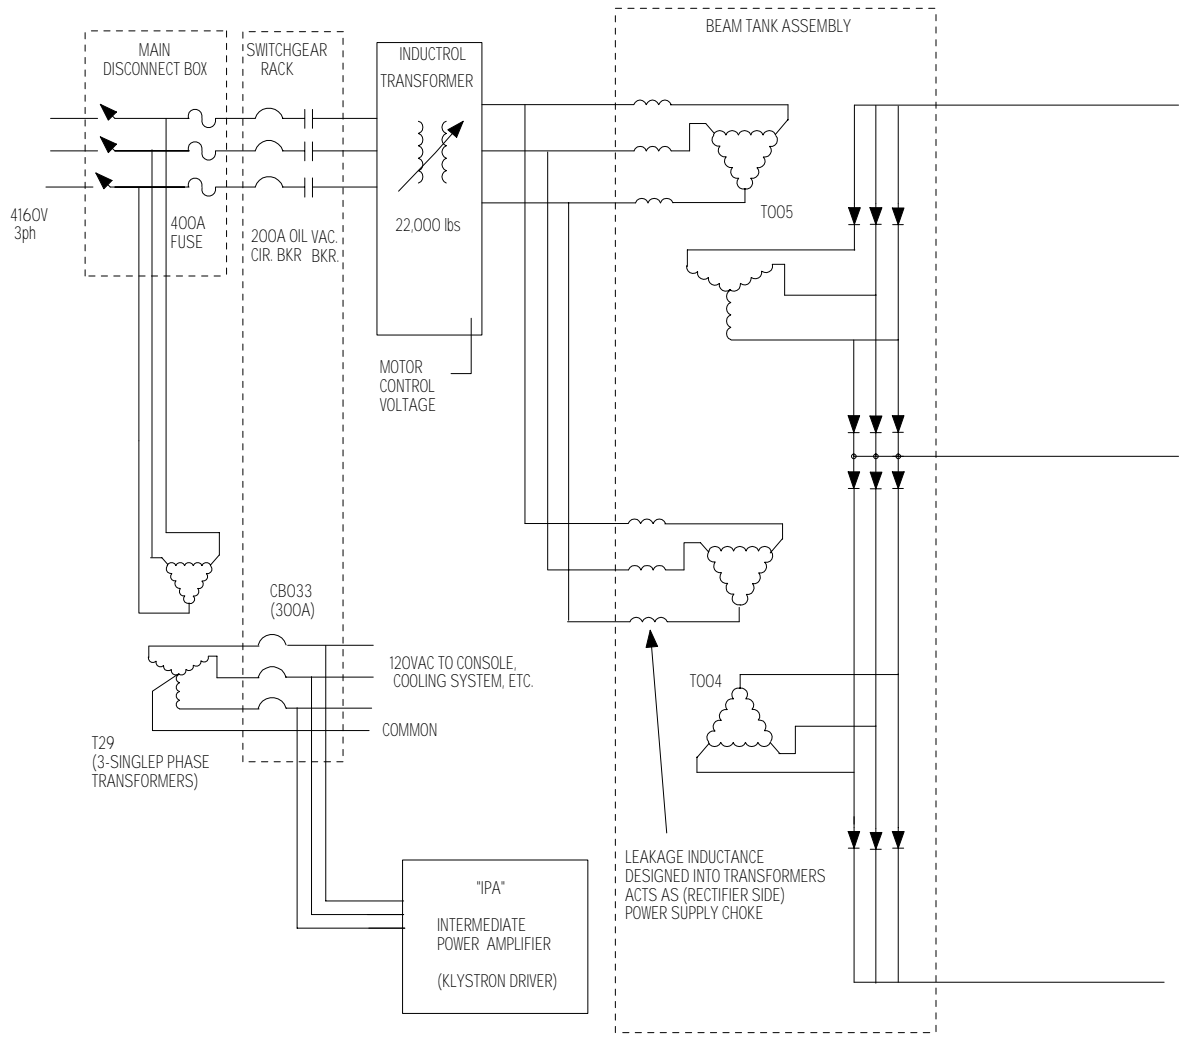 BEAM TANK ASSEMBLY
MAIN
DISCONNECT BOX
SWITCHGEAR
RACK
INDUCTROL
TRANSFORMER
4160V
3ph
400A
FUSE
200A OIL VAC.
CIR. BKR BKR.
22,000 lbs
T005
MOTOR
CONTROL
VOLTAGE
CB033
(300A)
120VAC TO CONSOLE,
COOLING SYSTEM, ETC.
COMMON
T004
T29
(3-SINGLEP PHASE
TRANSFORMERS)
LEAKAGE INDUCTANCE
DESIGNED INTO TRANSFORMERS
ACTS AS (RECTIFIER SIDE)
POWER SUPPLY CHOKE
"IPA"
INTERMEDIATE
POWER AMPLIFIER
(KLYSTRON DRIVER)